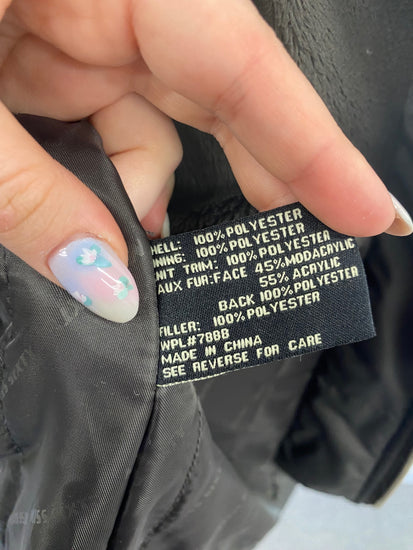 HELL: 100%POLYESTER
NING: 100%POLYESTER
NIT TRIM: 100%POLYESTER
AUX FUR:FACE 45%MODACRYLIC
55% ACRYLIC
BACK 100%POLYESTER
FILLER: 100%POLYESTER
WPL#7888
MADE IN CHINA
SEE REVERSE FOR CARE